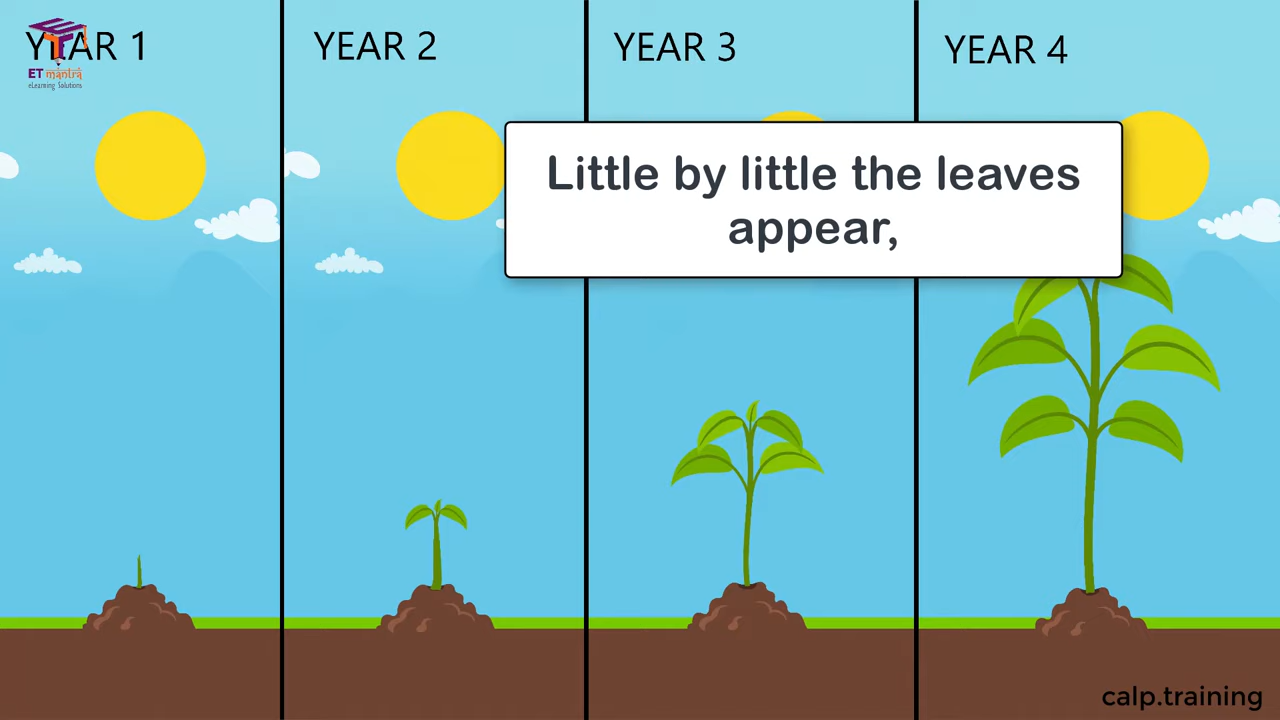 YEAR 1
YEAR 2
YEAR 3
YEAR 4
ET mantra
eLearning Solutions
Little by little the leaves
appear,
calp.training